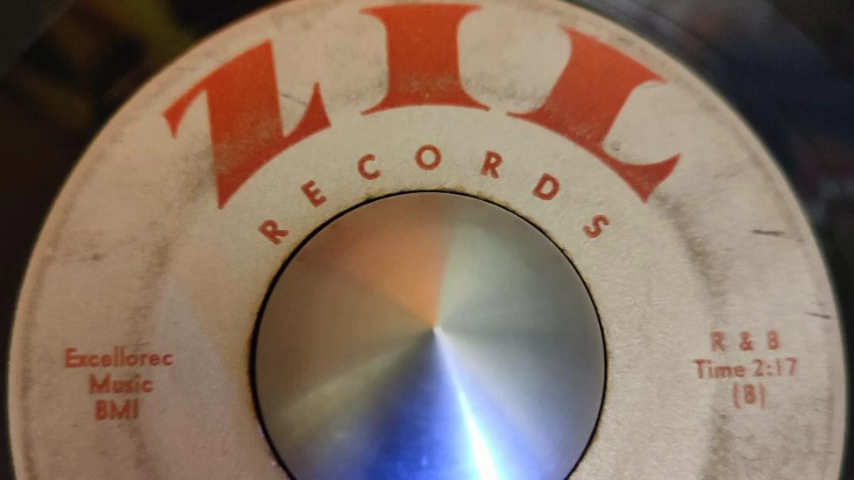 ZIL
RECORDS
Excellorec
Music
BMI
R & B
Time 2:17
(B)